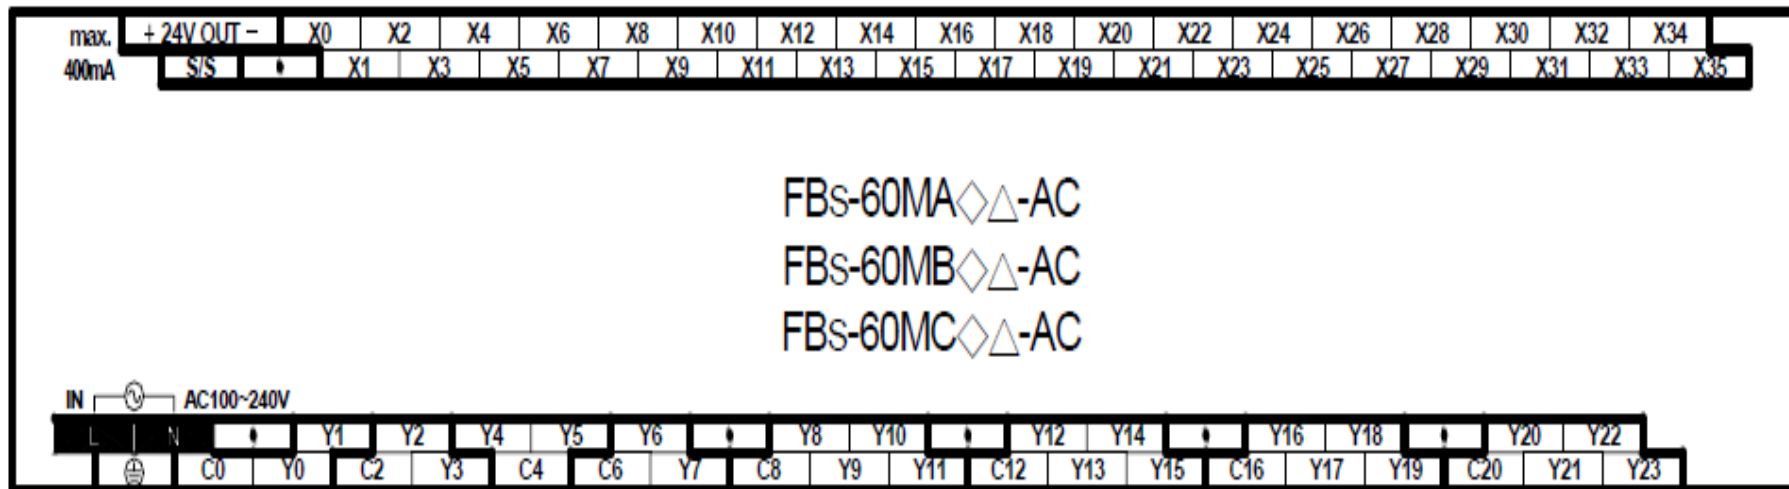 max. + 24V OUT − X0 X2 X4 X6 X8 X10 X12 X14 X16 X18 X20 X22 X24 X26 X28 X30 X32 X34
400mA S/S • X1 X3 X5 X7 X9 X11 X13 X15 X17 X19 X21 X23 X25 X27 X29 X31 X33 X35
FBs-60MA◇△-AC
FBs-60MB◇△-AC
FBs-60MC◇△-AC
IN AC100~240V
L N • Y1 Y2 Y4 Y5 Y6 • Y8 Y10 • Y12 Y14 • Y16 Y18 • Y20 Y22
C0 Y0 C2 Y3 C4 C6 Y7 C8 Y9 Y11 C12 Y13 Y15 C16 Y17 Y19 C20 Y21 Y23